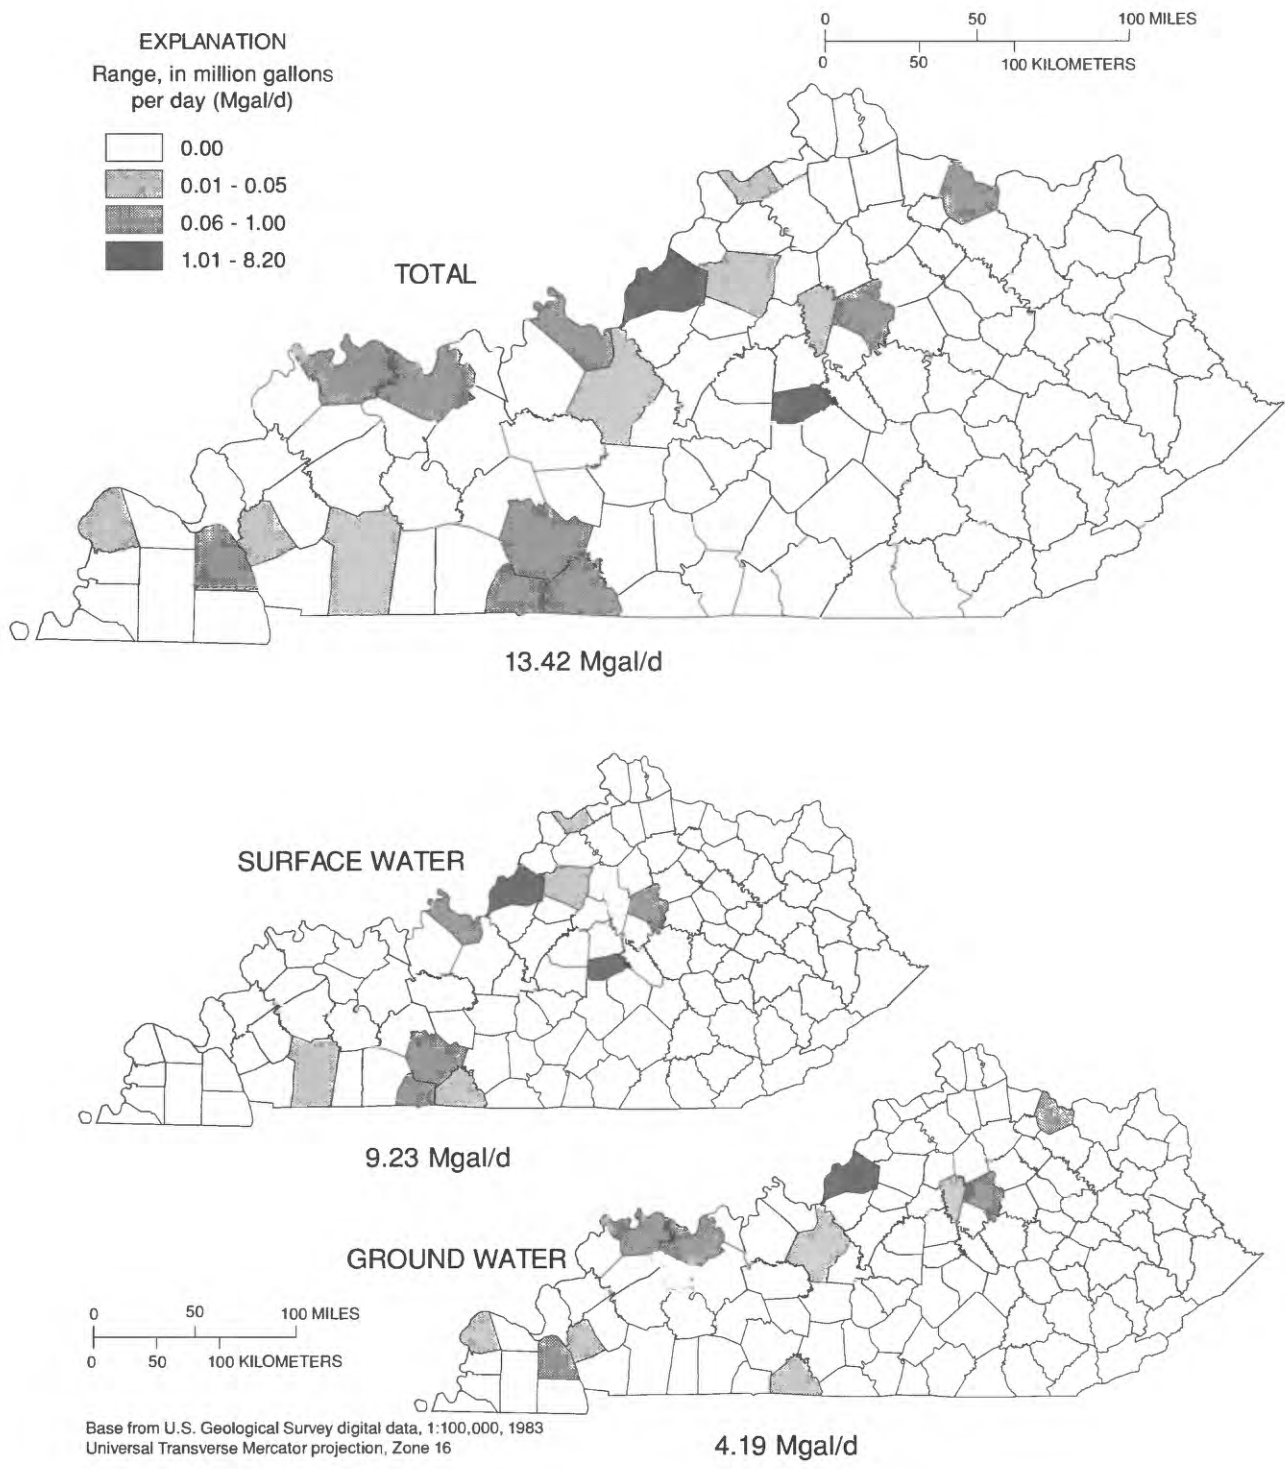 EXPLANATION
Range, in million gallons
per day (Mgal/d)
0.00
0.01 - 0.05
0.06 - 1.00
1.01 - 8.20
0 50 100 MILES
0 50 100 KILOMETERS
TOTAL
13.42 Mgal/d
SURFACE WATER
9.23 Mgal/d
GROUND WATER
0 50 100 MILES
0 50 100 KILOMETERS
4.19 Mgal/d
Base from U.S. Geological Survey digital data, 1:100,000, 1983
Universal Transverse Mercator projection, Zone 16